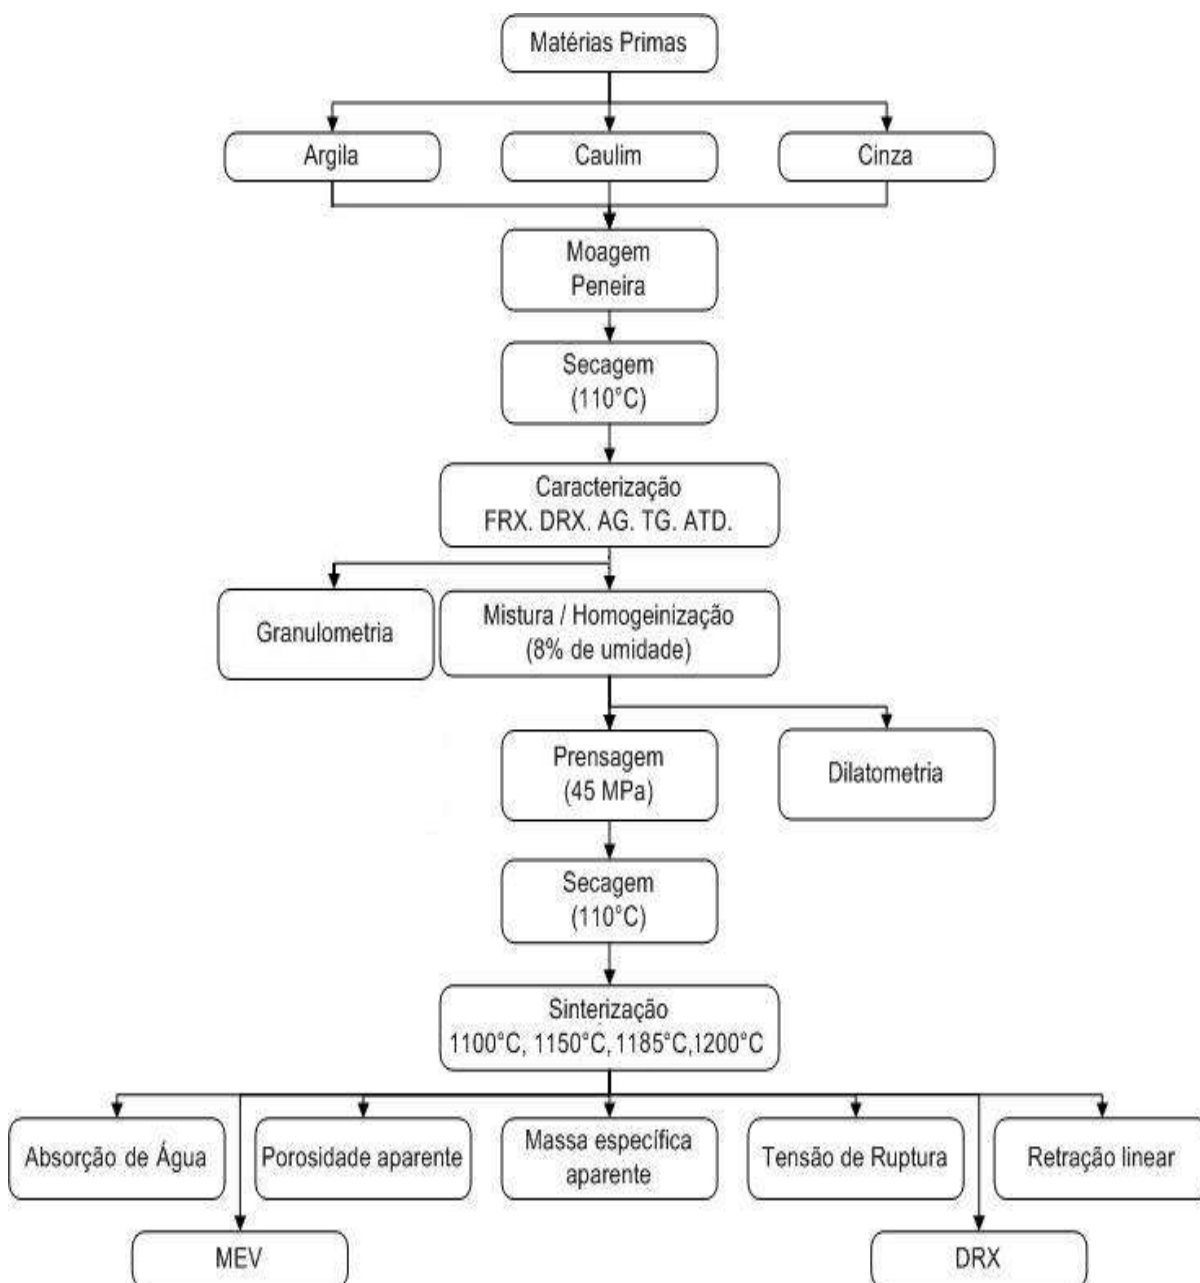 Matérias Primas
Argila
Caulim
Cinza
Moagem
Peneira
Secagem
(110°C)
Caracterização
FRX. DRX. AG. TG. ATD.
Granulometria
Mistura / Homogeinização
(8% de umidade)
Prensagem
(45 MPa)
Dilatometria
Secagem
(110°C)
Sinterização
1100°C, 1150°C, 1185°C,1200°C
Absorção de Água
Porosidade aparente
Massa específica
aparente
Tensão de Ruptura
Retração linear
MEV
DRX